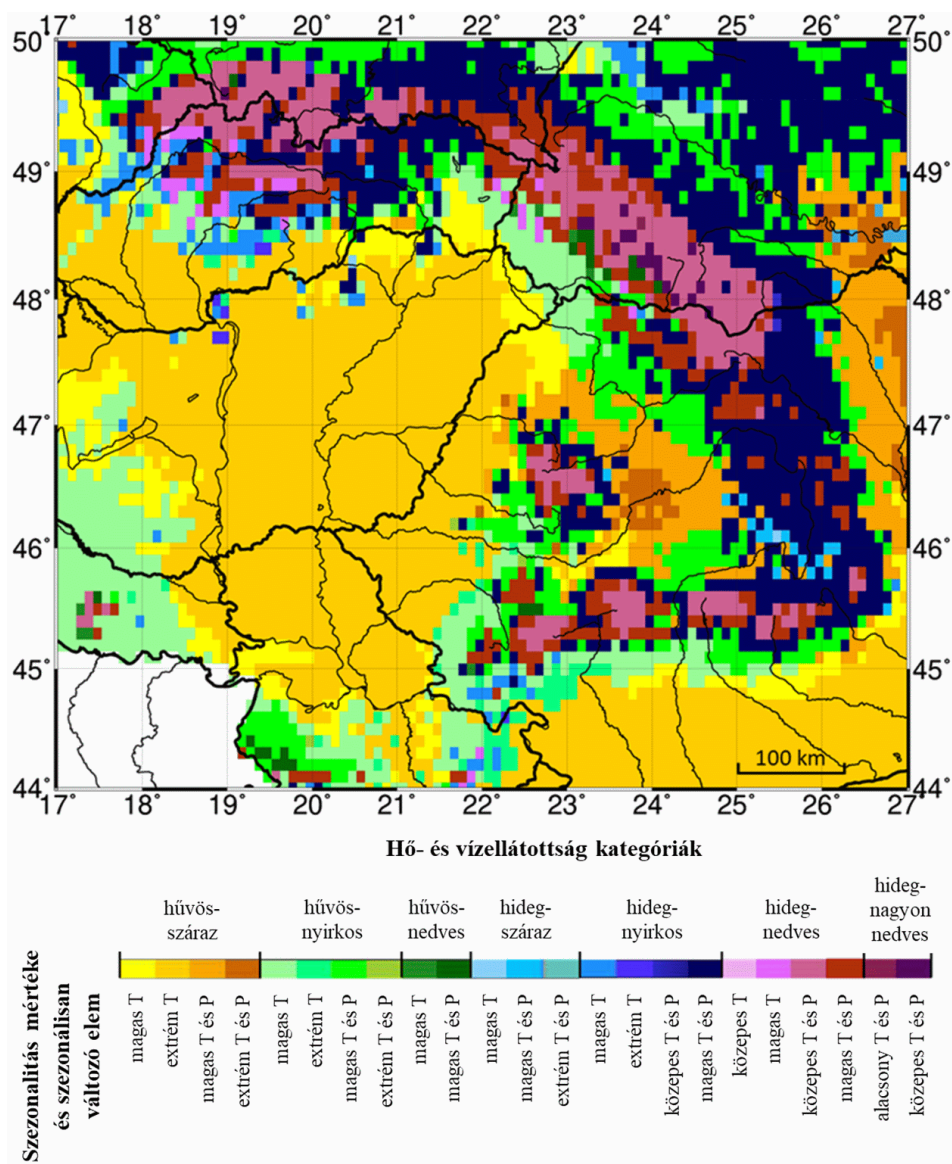 17° 18° 19° 20° 21° 22° 23° 24° 25° 26° 27°
50° 50°
49° 49°
48° 48°
47° 47°
46° 46°
45° 45°
100 km
44° 44°
17° 18° 19° 20° 21° 22° 23° 24° 25° 26° 27°
Hő- és vízellátottság kategóriák
hűvös-
száraz
hűvös-
nyirkos
hűvös-
nedves
hideg-
száraz
hideg-
nyirkos
hideg-
nedves
hideg-
nagyon
nedves
Szezonalitás mértéke
és szezonálisan
változó elem
magas T
extrém T
magas T és P
extrém T és P
magas T
extrém T
magas T és P
extrém T és P
magas T
magas T és P
magas T
magas T és P
extrém T és P
magas T
extrém T
közepes T és P
magas T és P
közepes T
magas T
közepes T és P
magas T és P
alacsony T és P
közepes T és P